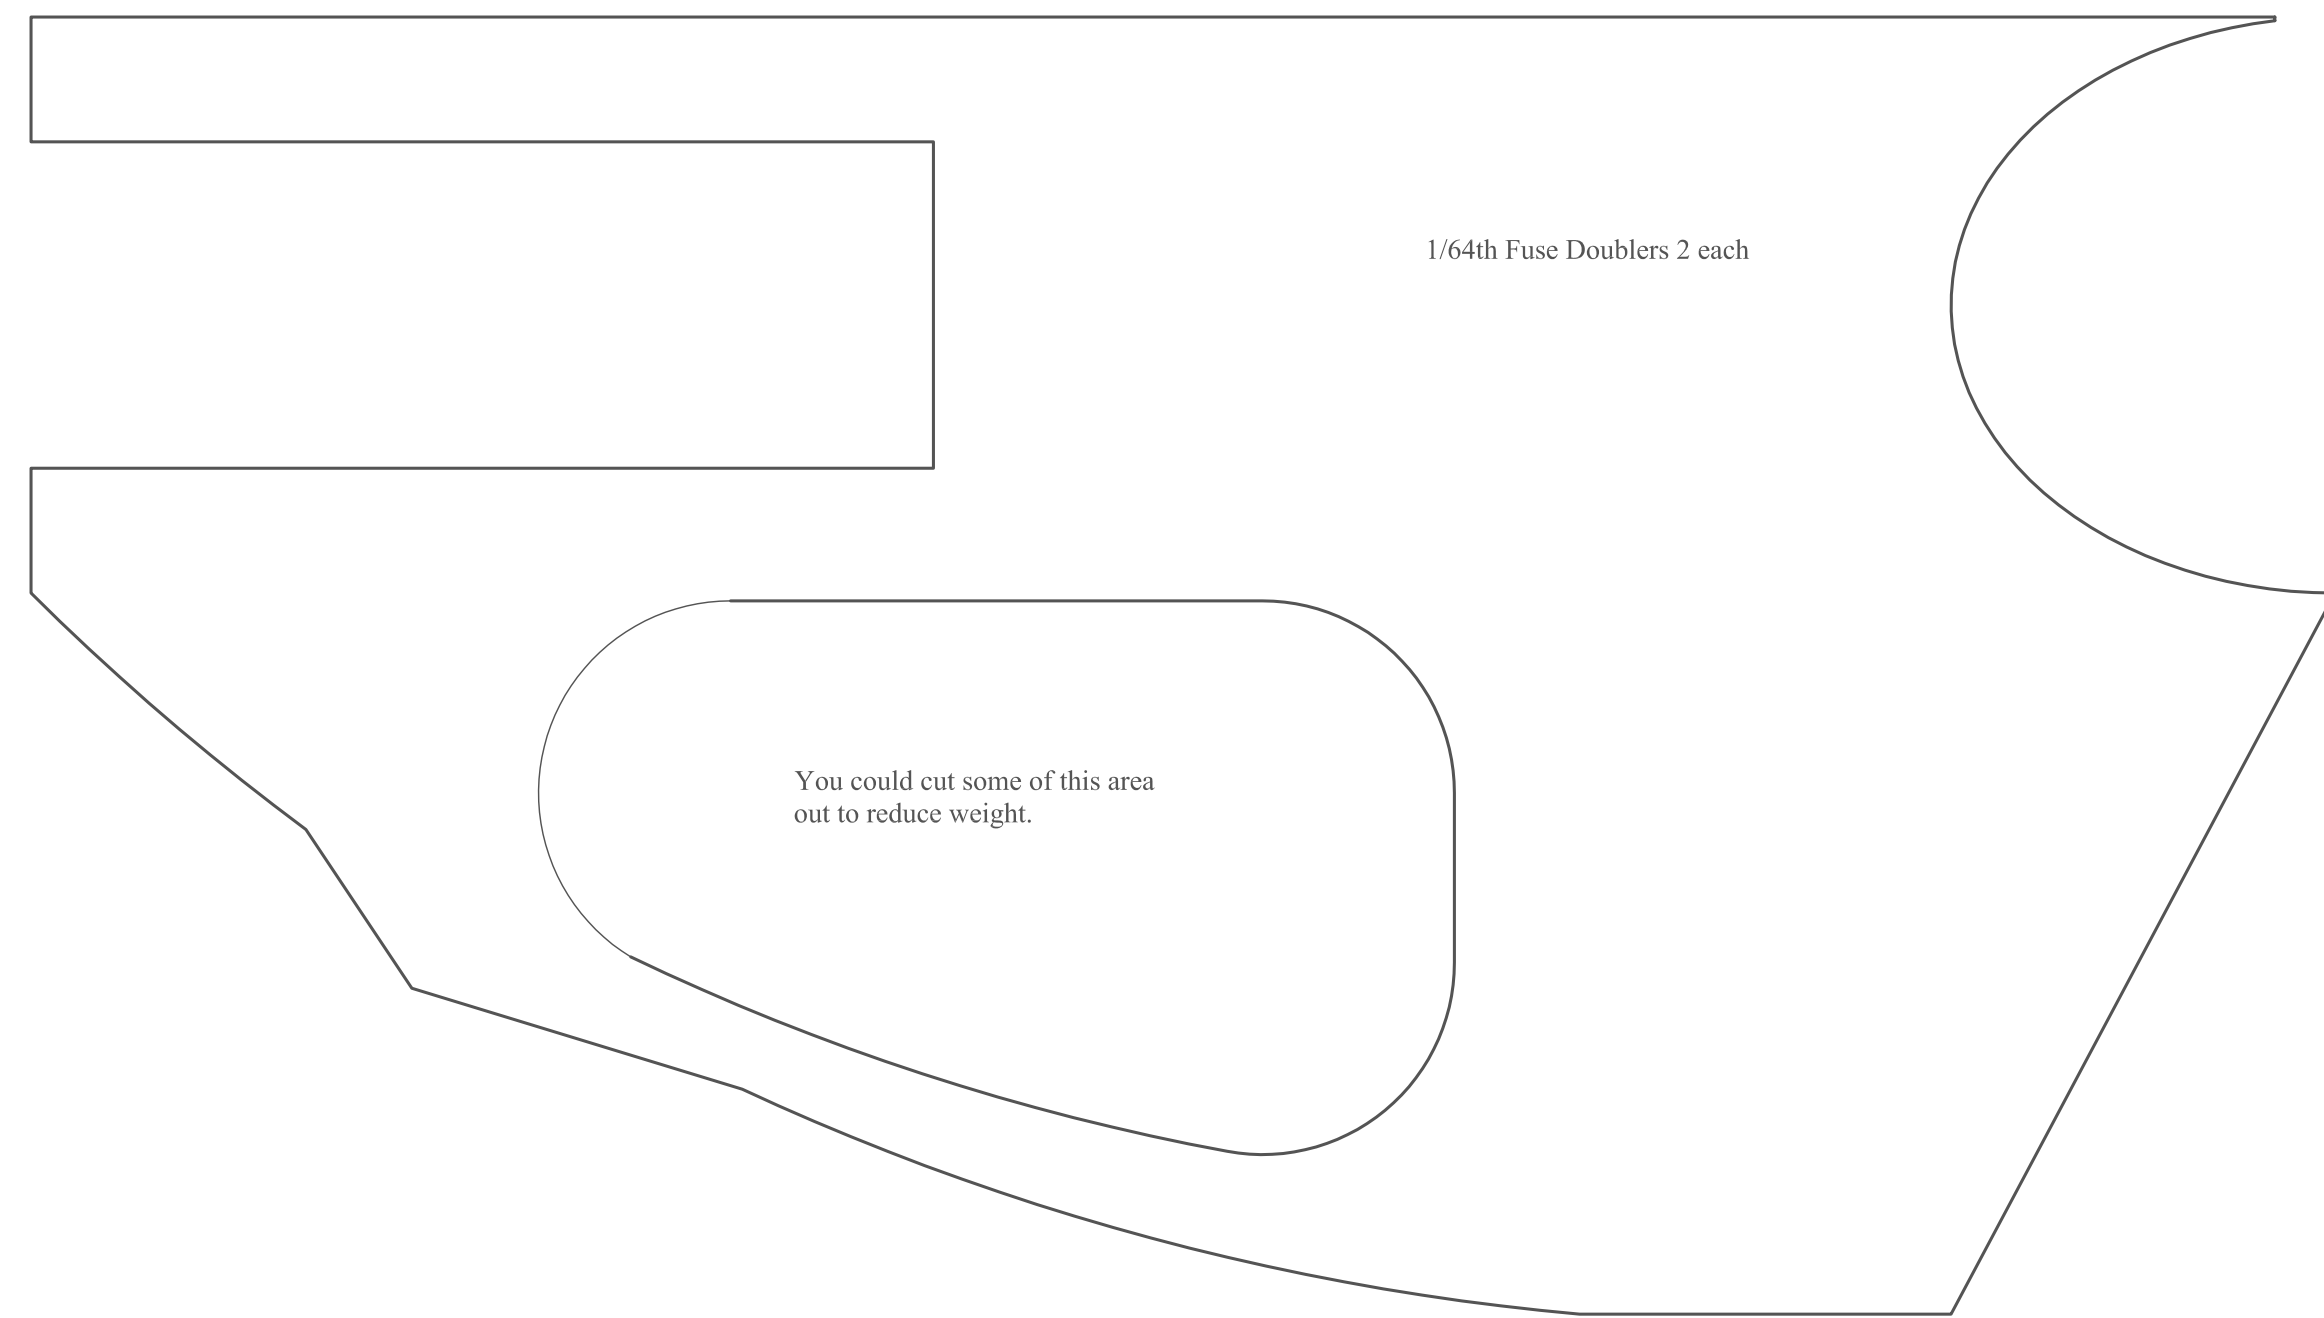 1/64th Fuse Doublers 2 each
You could cut some of this area
out to reduce weight.